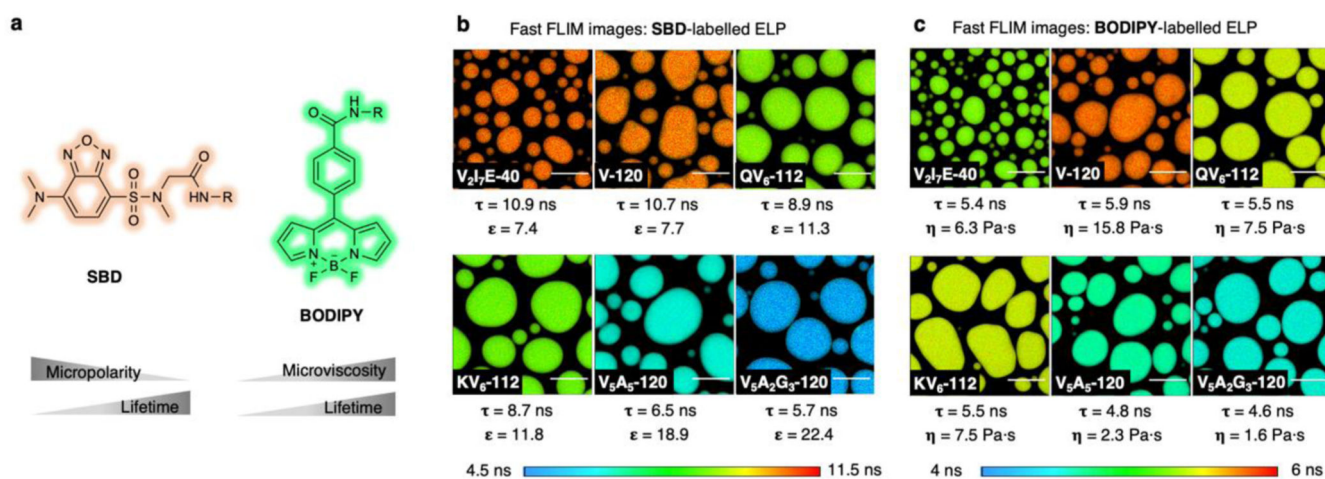 a
SBD
BODIPY
Micropolarity
Lifetime
Microviscosity
Lifetime
O
N
N
N
O
S
O
N
O
HN-R
O
H
N-R
N
N
B
F
F
+
-
b
Fast FLIM images: SBD-labelled ELP
V₂I₇E-40
V-120
QV₆-112
τ = 10.9 ns
τ = 10.7 ns
τ = 8.9 ns
ε = 7.4
ε = 7.7
ε = 11.3
KV₆-112
V₅A₅-120
V₅A₂G₃-120
τ = 8.7 ns
τ = 6.5 ns
τ = 5.7 ns
ε = 11.8
ε = 18.9
ε = 22.4
4.5 ns
11.5 ns
c
Fast FLIM images: BODIPY-labelled ELP
V₂I₇E-40
V-120
QV₆-112
τ = 5.4 ns
τ = 5.9 ns
τ = 5.5 ns
η = 6.3 Pa·s
η = 15.8 Pa·s
η = 7.5 Pa·s
KV₆-112
V₅A₅-120
V₅A₂G₃-120
τ = 5.5 ns
τ = 4.8 ns
τ = 4.6 ns
η = 7.5 Pa·s
η = 2.3 Pa·s
η = 1.6 Pa·s
4 ns
6 ns